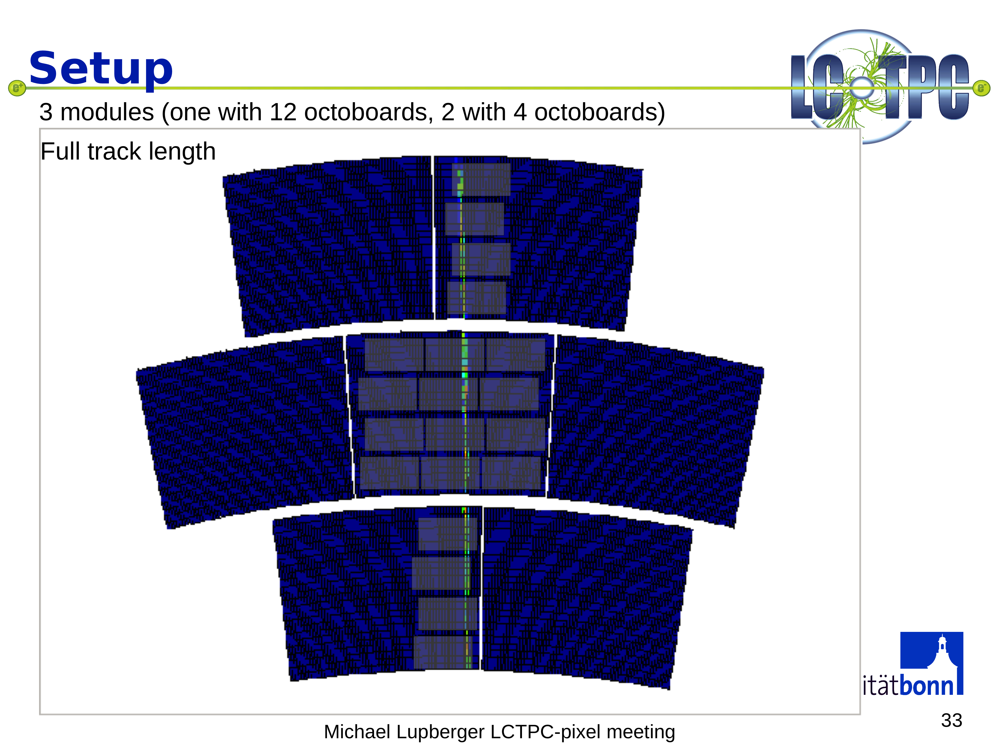 Setup
LC TPC
e+
e-
3 modules (one with 12 octoboards, 2 with 4 octoboards)
Full track length
itätbonn
33
Michael Lupberger LCTPC-pixel meeting